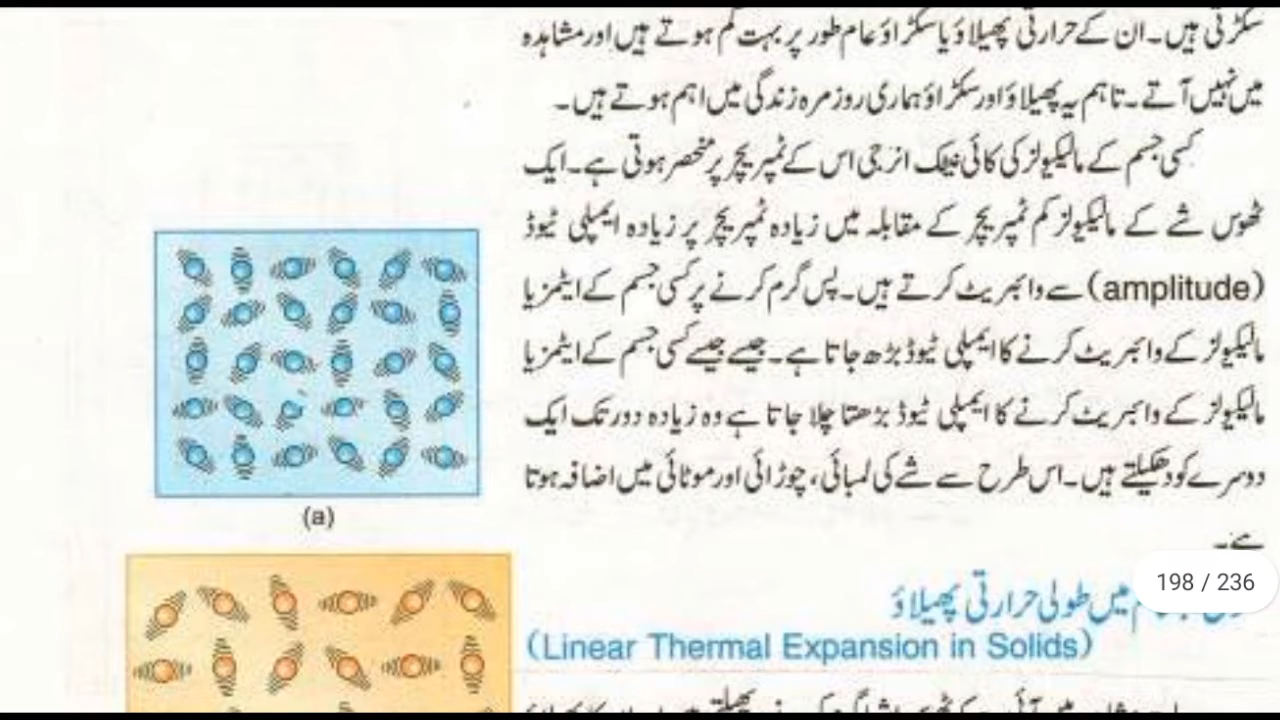 سکڑتی ہیں۔ ان کے حرارتی پھیلاؤ یا سکڑاؤ عام طور پر بہت کم ہوتے ہیں اور مشاہدہ
میں نہیں آتے۔ تاہم یہ پھیلاؤ اور سکڑاؤ ہماری روزمرہ زندگی میں اہم ہوتے ہیں۔
کسی جسم کے مالیکیولز کی کائی نیٹک انرجی اس کے ٹمپریچر پر منحصر ہوتی ہے۔ ایک
ٹھوس شے کے مالیکیولز کم ٹمپریچر کے مقابلہ میں زیادہ ٹمپریچر پر زیادہ ایمپلی ٹیوڈ
(amplitude) سے وائبریٹ کرتے ہیں۔ پس گرم کرنے پر کسی جسم کے ایٹمز یا
مالیکیولز کے وائبریٹ کرنے کا ایمپلی ٹیوڈ بڑھ جاتا ہے۔ جیسے جیسے کسی جسم کے ایٹمز یا
مالیکیولز کے وائبریٹ کرنے کا ایمپلی ٹیوڈ بڑھتا چلا جاتا ہے وہ زیادہ دور تک ایک
دوسرے کو دھکیلتے ہیں۔ اس طرح سے شے کی لمبائی، چوڑائی اور موٹائی میں اضافہ ہوتا
ہے۔
(a)
198 / 236
میں طولی حرارتی پھیلاؤ
(Linear Thermal Expansion in Solids)